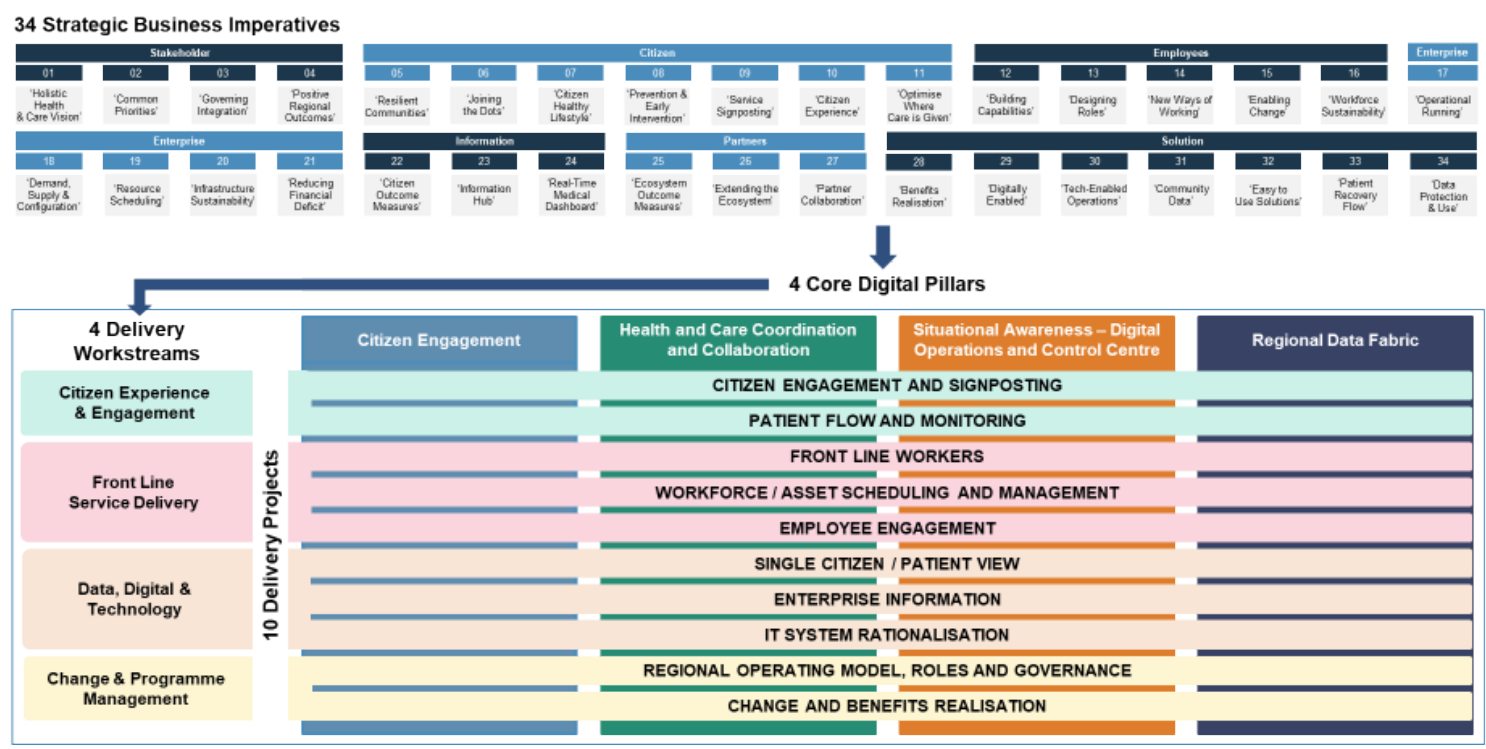 34 Strategic Business Imperatives
Stakeholder
Citizen
Employees
Enterprise
01
02
03
04
05
06
07
08
09
10
11
12
13
14
15
16
17
'Holistic
Health
& Care Vision'
'Common
Priorities'
'Governing
Integration'
'Positive
Regional
Outcomes'
'Resilient
Communities'
'Joining
the Dots'
'Citizen
Healthy
Lifestyle'
'Prevention &
Early
Intervention'
'Service
Signposting'
'Citizen
Experience'
'Optimise
Where
Care is Given'
'Building
Capabilities'
'Designing
Roles'
'New Ways of
Working'
'Enabling
Change'
'Workforce
Sustainability'
'Operational
Running'
Enterprise
Information
Partners
Solution
18
19
20
21
22
23
24
25
26
27
28
29
30
31
32
33
34
'Demand,
Supply &
Configuration'
'Resource
Scheduling'
'Infrastructure
Sustainability'
'Reducing
Financial
Deficit'
'Citizen
Outcome
Measures'
'Information
Hub'
'Real-Time
Medical
Dashboard'
'Ecosystem
Outcome
Measures'
'Extending the
Ecosystem'
'Partner
Collaboration'
'Benefits
Realisation'
'Digitally
Enabled'
'Tech-Enabled
Operations'
'Community
Data'
'Easy to
Use Solutions'
'Patient
Recovery
Flow'
'Data
Protection
& Use'
4 Core Digital Pillars
4 Delivery
Workstreams
Citizen Engagement
Health and Care Coordination
and Collaboration
Situational Awareness – Digital
Operations and Control Centre
Regional Data Fabric
10 Delivery Projects
Citizen Experience
& Engagement
CITIZEN ENGAGEMENT AND SIGNPOSTING
PATIENT FLOW AND MONITORING
Front Line
Service Delivery
FRONT LINE WORKERS
WORKFORCE / ASSET SCHEDULING AND MANAGEMENT
EMPLOYEE ENGAGEMENT
Data, Digital &
Technology
SINGLE CITIZEN / PATIENT VIEW
ENTERPRISE INFORMATION
IT SYSTEM RATIONALISATION
Change & Programme
Management
REGIONAL OPERATING MODEL, ROLES AND GOVERNANCE
CHANGE AND BENEFITS REALISATION